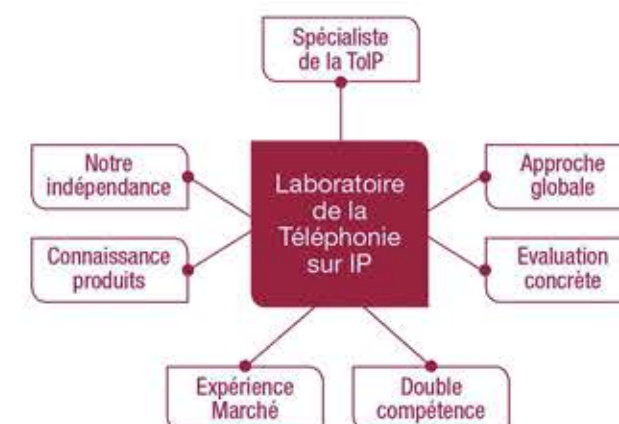 Spécialiste
de la ToIP
Notre
indépendance
Laboratoire
de la
Téléphonie
sur IP
Approche
globale
Connaissance
produits
Evaluation
concrète
Expérience
Marché
Double
compétence